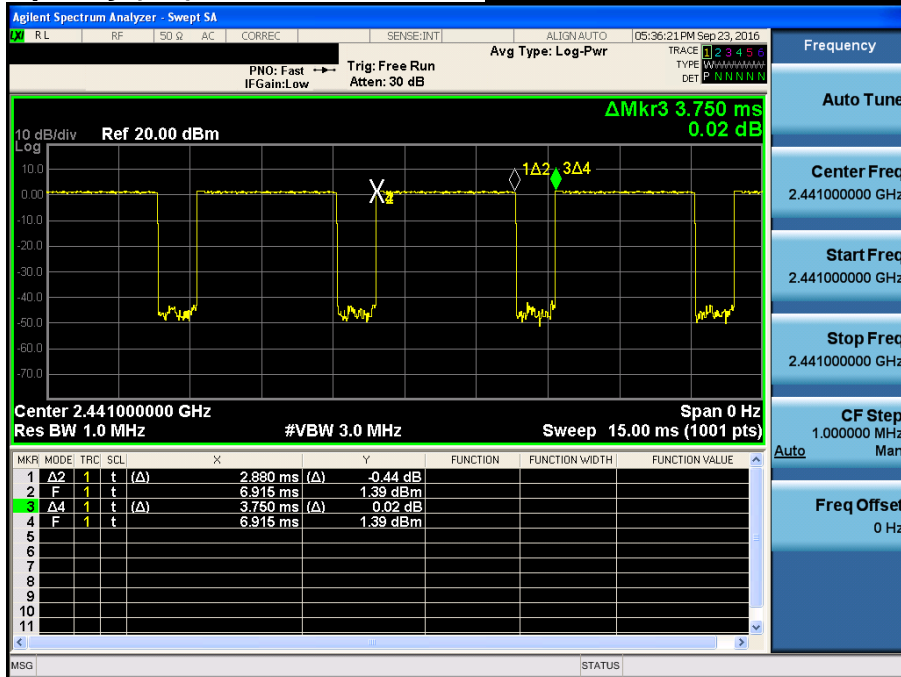 Agilent Spectrum Analyzer - Swept SA
LXI RL RF 50 Ω AC CORREC SENSE:INT ALIGN AUTO 05:36:21 PM Sep 23, 2016
Avg Type: Log-Pwr
TRACE 1 2 3 4 5 6
TYPE WWWWWW
DET P N N N N N
PNO: Fast
IFGain:Low
Trig: Free Run
Atten: 30 dB
ΔMkr3 3.750 ms
0.02 dB
10 dB/div Ref 20.00 dBm
Log
10.0
0.00
-10.0
-20.0
-30.0
-40.0
-50.0
-60.0
-70.0
1Δ2 3Δ4
Center 2.441000000 GHz Span 0 Hz
Res BW 1.0 MHz #VBW 3.0 MHz Sweep 15.00 ms (1001 pts)
MKR MODE TRC SCL X Y FUNCTION FUNCTION WIDTH FUNCTION VALUE
1 Δ2 1 t (Δ) 2.880 ms (Δ) -0.44 dB
2 F 1 t 6.915 ms 1.39 dBm
3 Δ4 1 t (Δ) 3.750 ms (Δ) 0.02 dB
4 F 1 t 6.915 ms 1.39 dBm
5
6
7
8
9
10
11
MSG STATUS
Frequency
Auto Tune
Center Freq
2.441000000 GHz
Start Freq
2.441000000 GHz
Stop Freq
2.441000000 GHz
CF Step
1.000000 MHz
Auto Man
Freq Offset
0 Hz